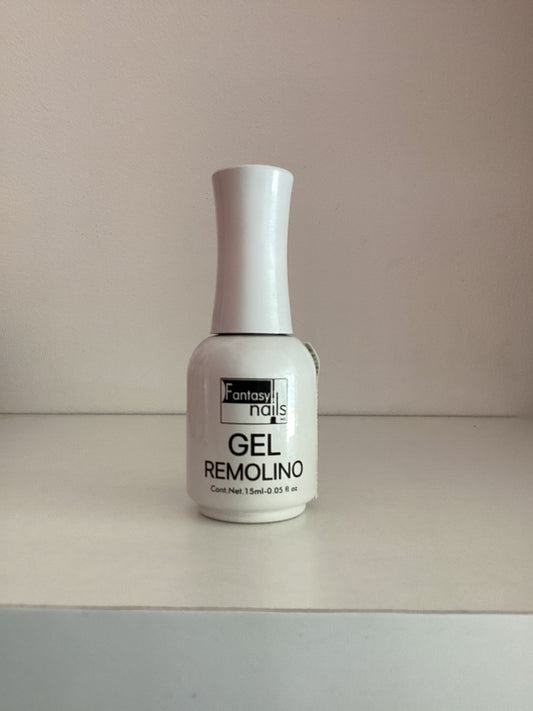 Fantasy
nails
GEL
REMOLINO
Cont.Net.15ml-0.05 fl oz